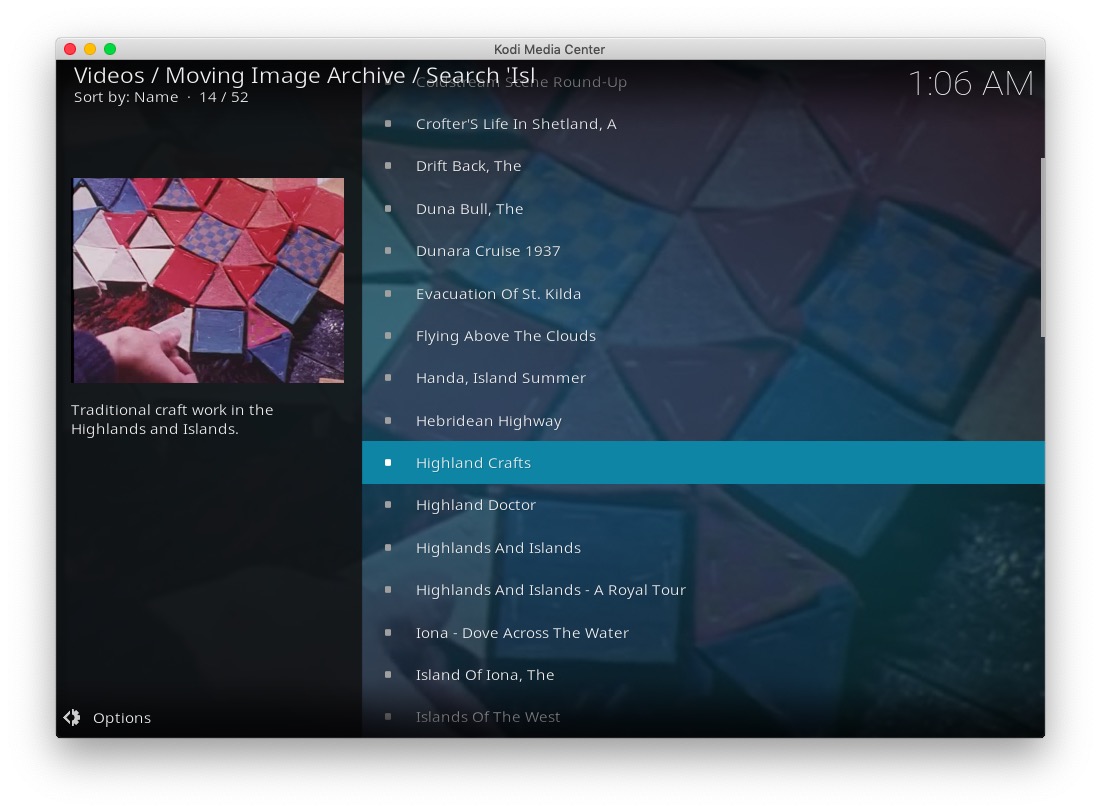 Kodi Media Center
Videos / Moving Image Archive / Search 'Isl
Sort by: Name · 14 / 52
1:06 AM
Coldstream Scene Round-Up
Crofter'S Life In Shetland, A
Drift Back, The
Duna Bull, The
Dunara Cruise 1937
Evacuation Of St. Kilda
Flying Above The Clouds
Handa, Island Summer
Hebridean Highway
Highland Crafts
Highland Doctor
Highlands And Islands
Highlands And Islands - A Royal Tour
Iona - Dove Across The Water
Island Of Iona, The
Islands Of The West
Traditional craft work in the
Highlands and Islands.
Options